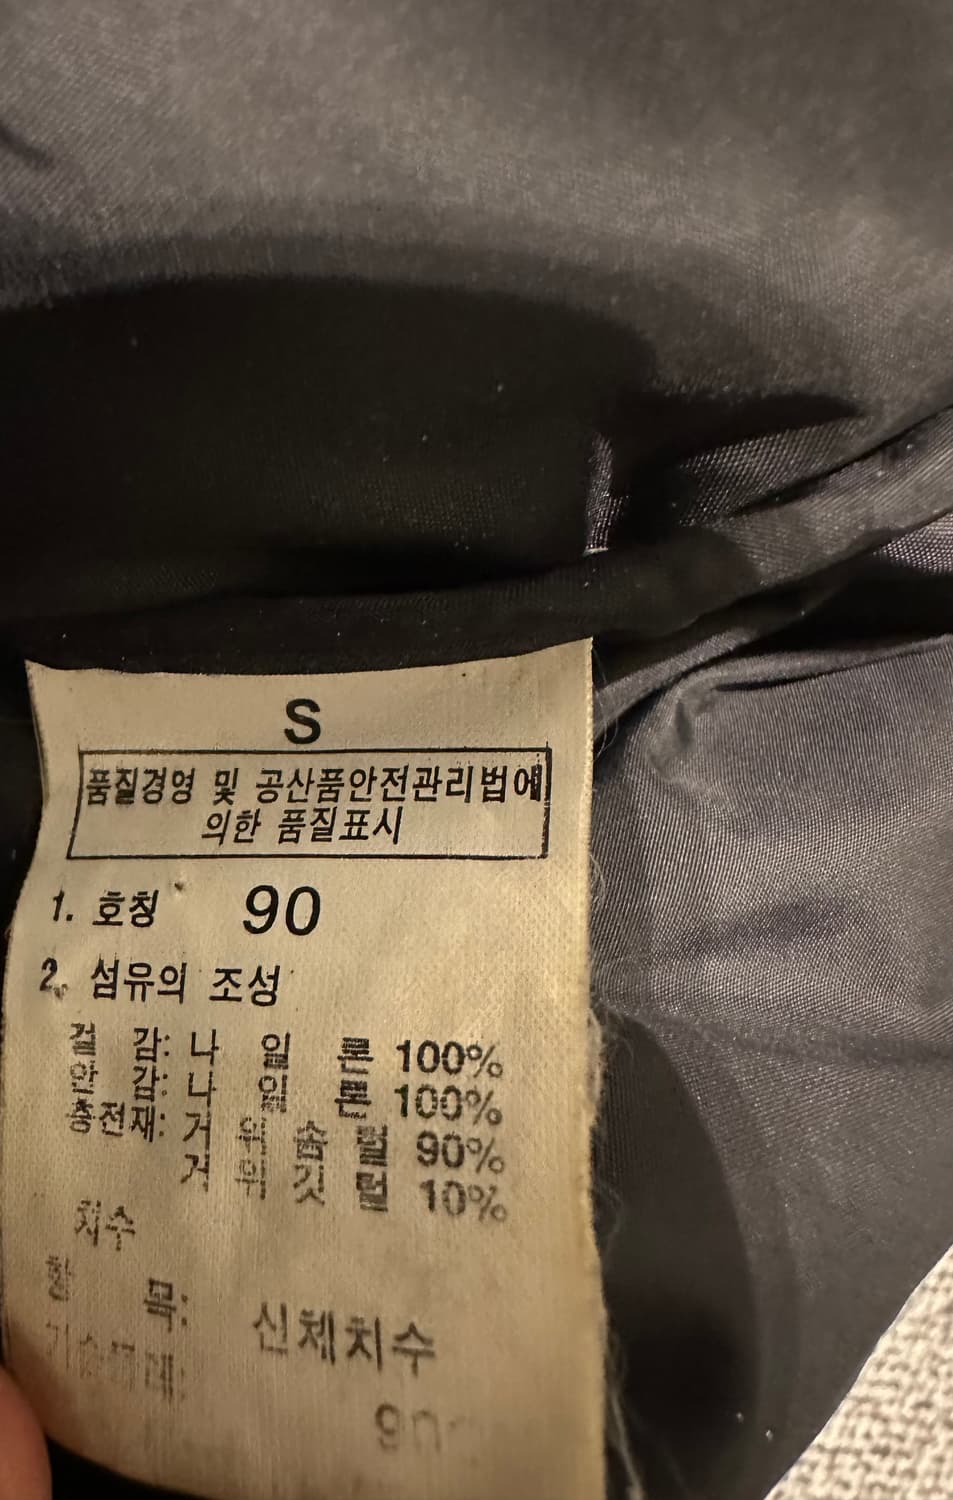 S
품질경영 및 공산품안전관리법에
의한 품질표시
1. 호칭 90
2. 섬유의 조성
겉 감: 나 일 론 100%
안 감: 나 일 론 100%
충전재: 거 위 솜 털 90%
거 위 깃 털 10%
치수
항 목: 신체치수